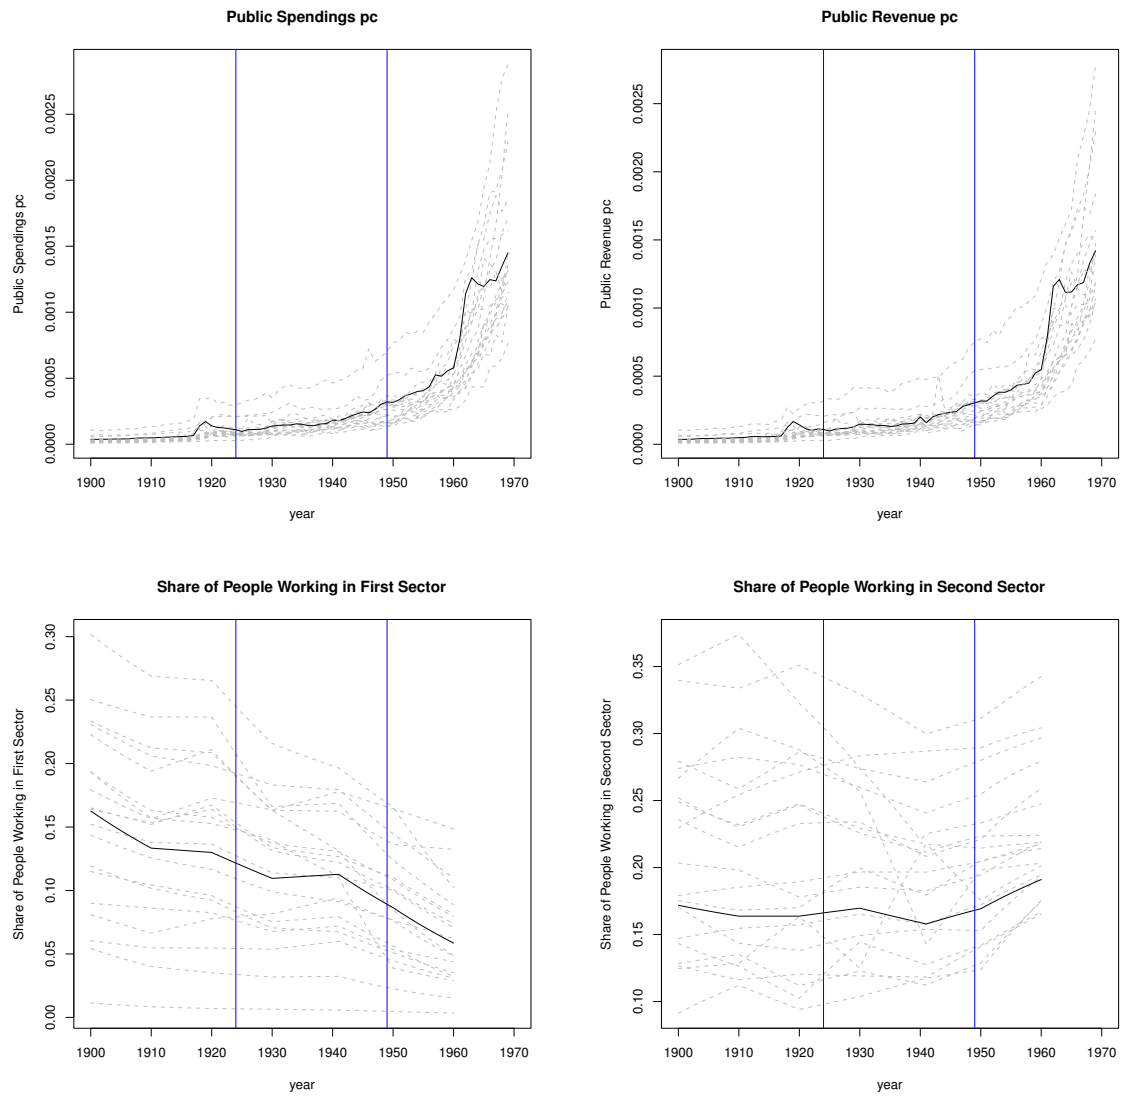 Public Spendings pc
Public Spendings pc
0.0000 0.0005 0.0010 0.0015 0.0020 0.0025
1900 1910 1920 1930 1940 1950 1960 1970
year
Public Revenue pc
Public Revenue pc
0.0000 0.0005 0.0010 0.0015 0.0020 0.0025
1900 1910 1920 1930 1940 1950 1960 1970
year
Share of People Working in First Sector
Share of People Working in First Sector
0.00 0.05 0.10 0.15 0.20 0.25 0.30
1900 1910 1920 1930 1940 1950 1960 1970
year
Share of People Working in Second Sector
Share of People Working in Second Sector
0.10 0.15 0.20 0.25 0.30 0.35
1900 1910 1920 1930 1940 1950 1960 1970
year